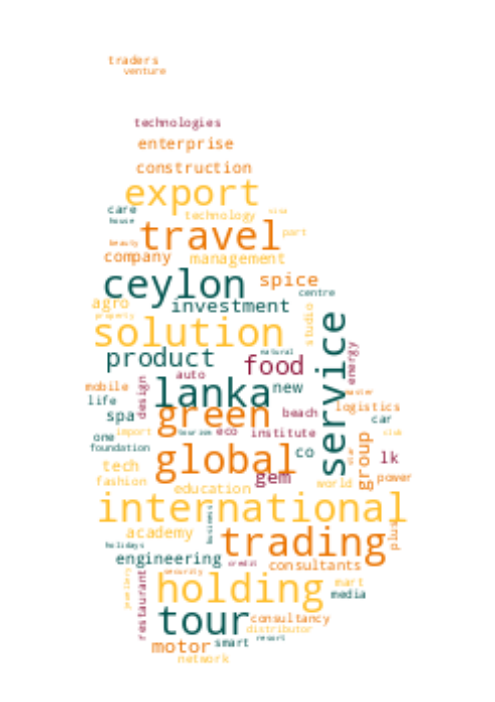 traders
venture
technologies
enterprise
construction
export
care
technology
visa
house
travel
part
beauty
company
management
ceylon
spice
centre
agro
investment
property
studio
solution
service
product
natural
food
energy
auto
design
mobile
lanka
new
master
life
spa
green
beach
logistics
car
one
import
tourism
eco
institute
club
foundation
global
co
group
star
lk
tech
gem
power
fashion
education
world
international
business
academy
trading
plus
holidays
engineering
credit
consultants
jewellery
restaurant
security
holding
mart
media
tour
consultancy
distributor
motor
smart
resort
network